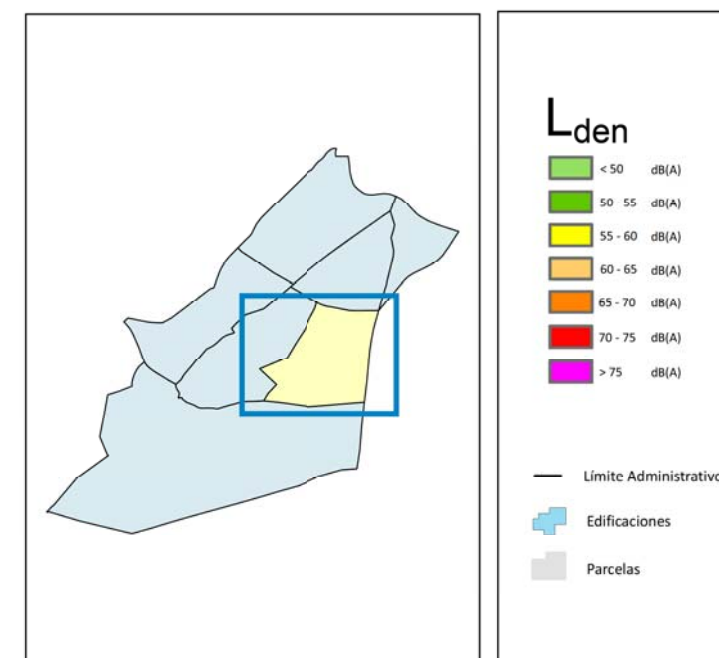 Lden
< 50 dB(A)
50 - 55 dB(A)
55 - 60 dB(A)
60 - 65 dB(A)
65 - 70 dB(A)
70 - 75 dB(A)
> 75 dB(A)
Límite Administrativo
Edificaciones
Parcelas